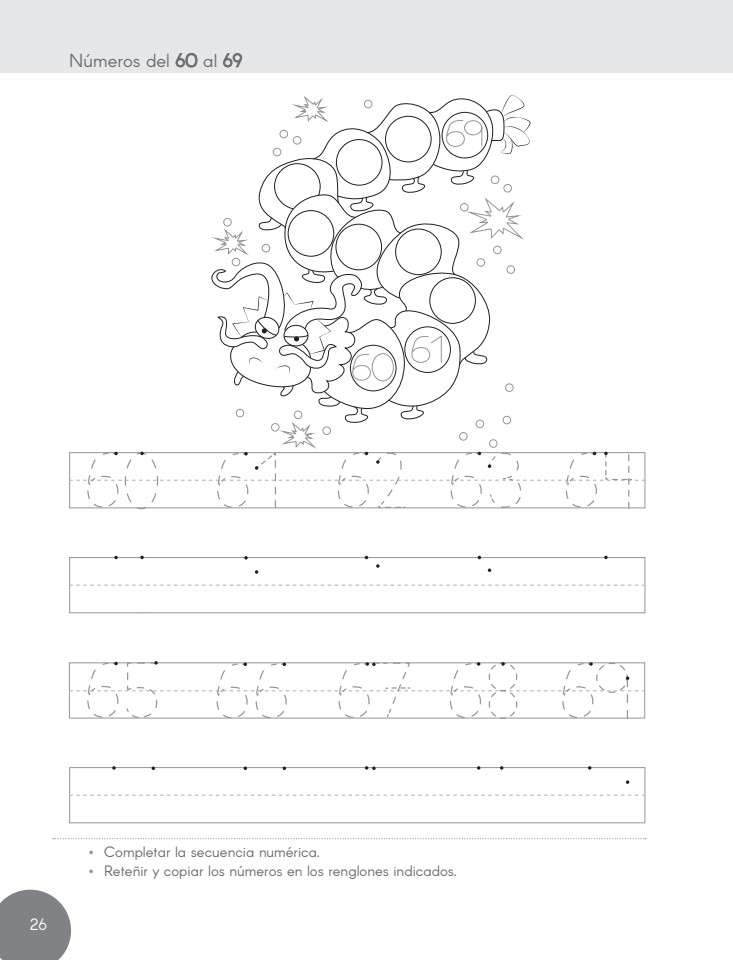 Números del 60 al 69
69
60 61
60 61 62 63 64
65 66 67 68 69
• Completar la secuencia numérica.
• Reteñir y copiar los números en los renglones indicados.
26